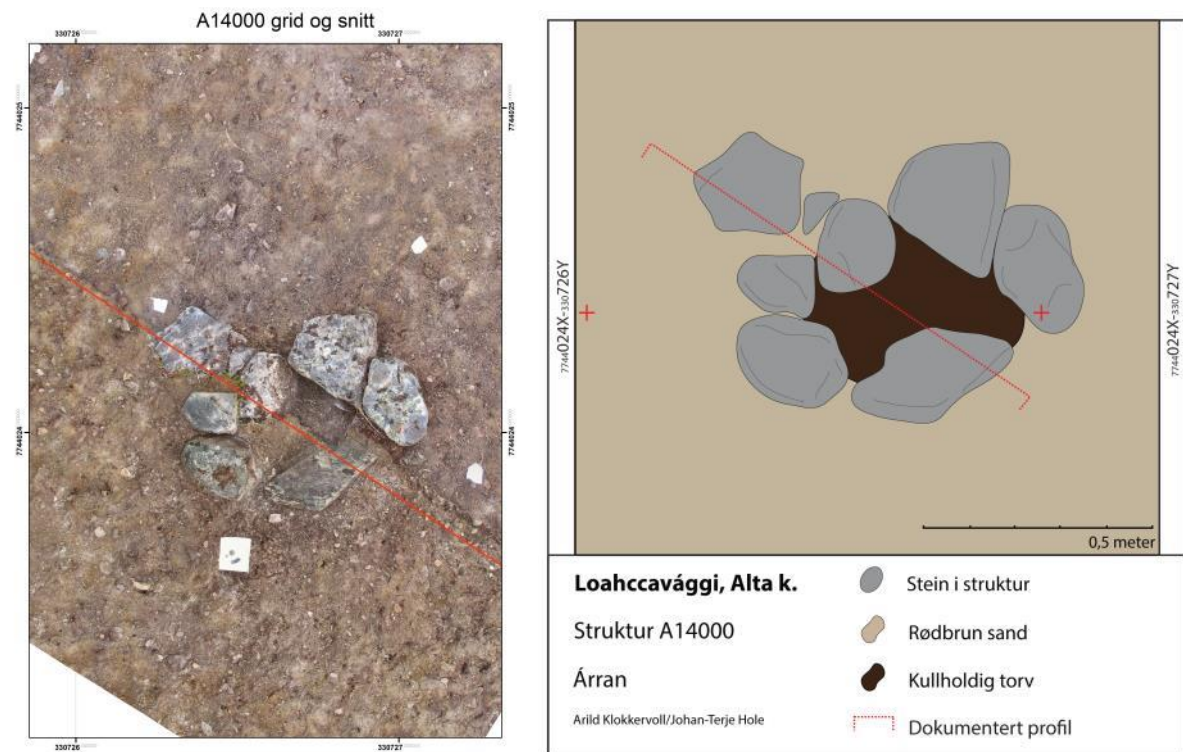 A14000 grid og snitt
330726
330727
7744025
7744025
7744024
7744024
330726
330727
7744024X-330726Y
7744024X-330727Y
0,5 meter
Loahccavággi, Alta k.
Stein i struktur
Struktur A14000
Rødbrun sand
Árran
Kullholdig torv
Arild Klokkervoll/Johan-Terje Hole
Dokumentert profil